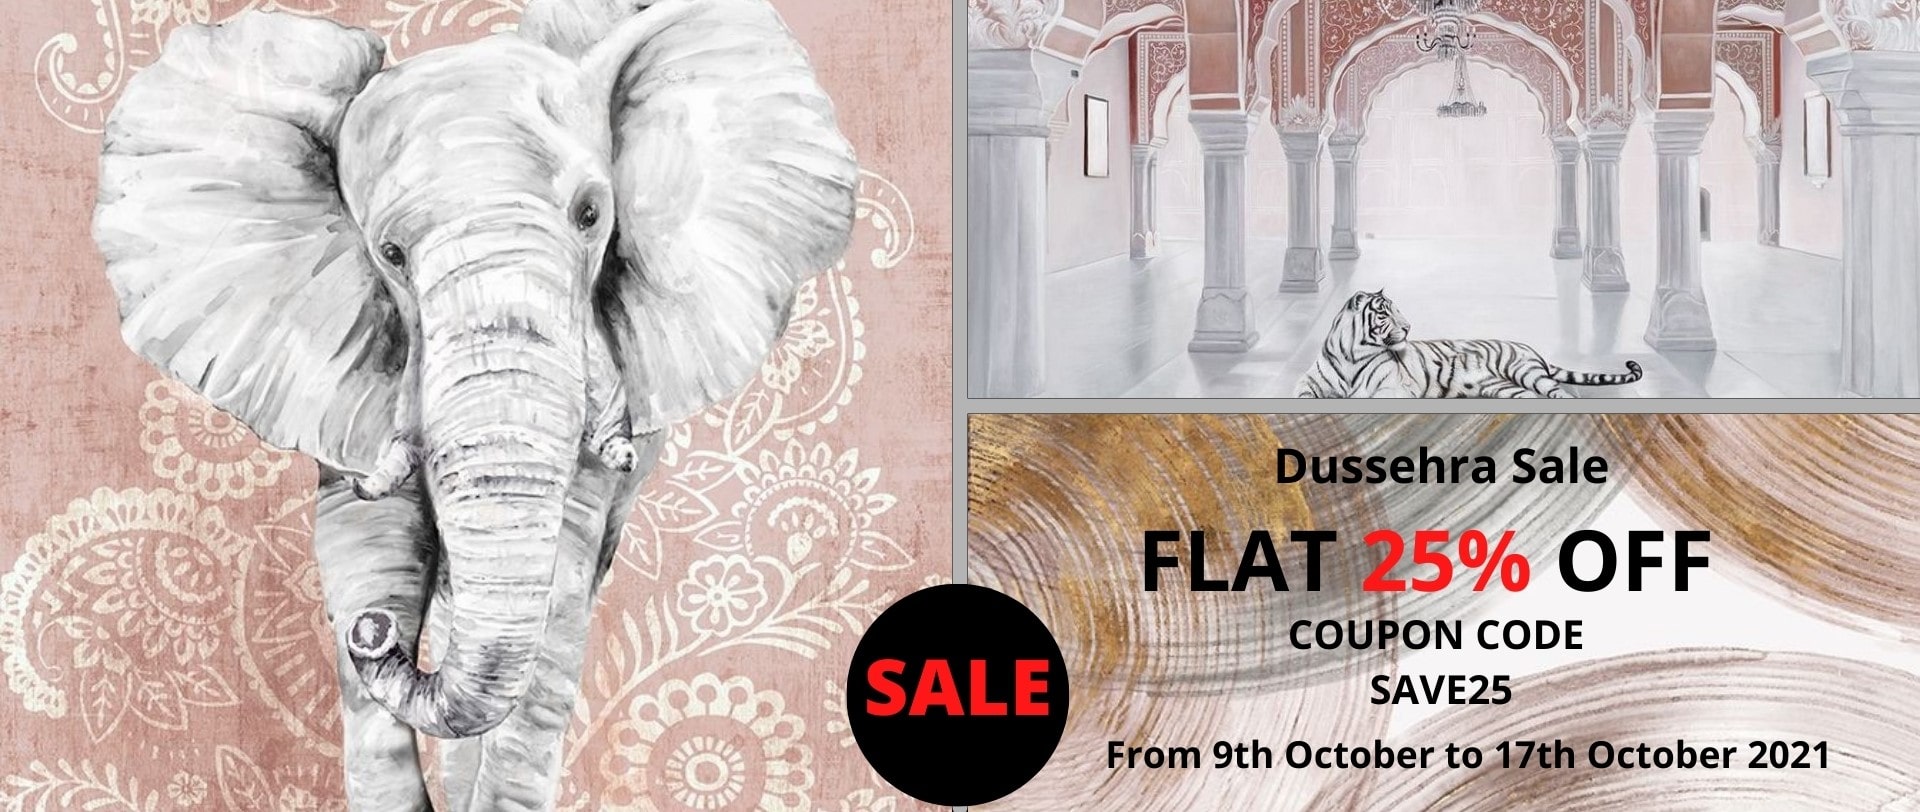 Dussehra Sale
FLAT 25% OFF
COUPON CODE
SAVE25
SALE
From 9th October to 17th October 2021